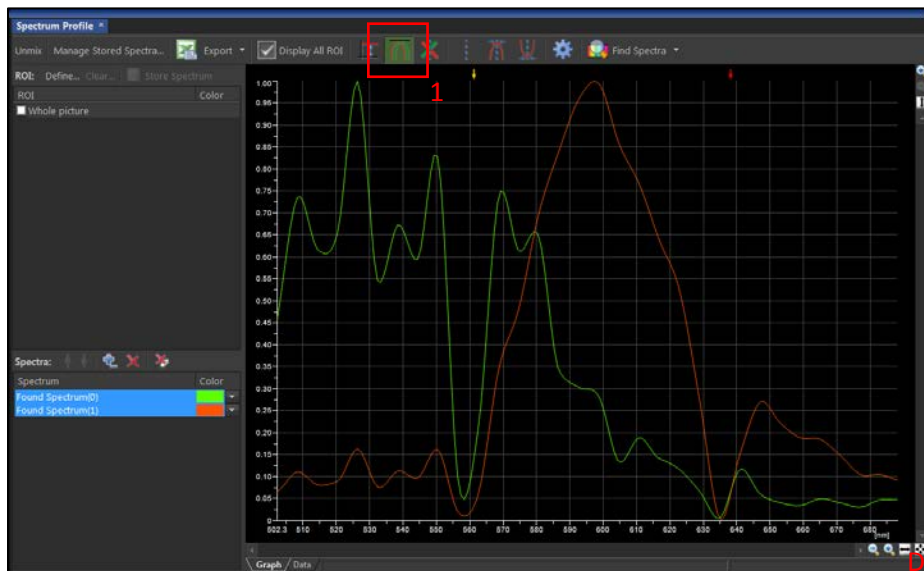 Spectrum Profile ×
Unmix Manage Stored Spectra... Export Display All ROI Find Spectra
1
ROI: Define... Clear... Store Spectrum
ROI Color
Whole picture
1.00
0.95
0.90
0.85
0.80
0.75
0.70
0.65
0.60
0.55
0.50
0.45
0.40
0.35
0.30
0.25
0.20
0.15
0.10
0.05
0
502.3 510 520 530 540 550 560 570 580 590 600 610 620 630 640 650 660 670 680
[nm]
Spectra:
Spectrum Color
Found Spectrum(0)
Found Spectrum(1)
D
Graph Data